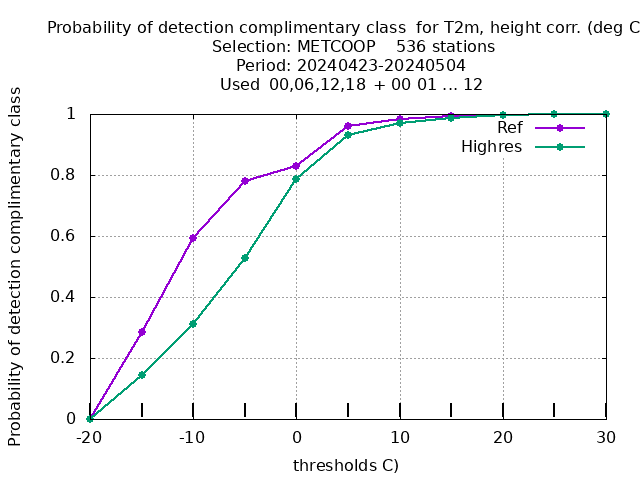 Probability of detection complimentary class for T2m, height corr. (deg C
Selection: METCOOP 536 stations
Period: 20240423-20240504
Used 00,06,12,18 + 00 01 ... 12
Probability of detection complimentary class
1
0.8
0.6
0.4
0.2
0
Ref
Highres
-20
-10
0
10
20
30
thresholds C)